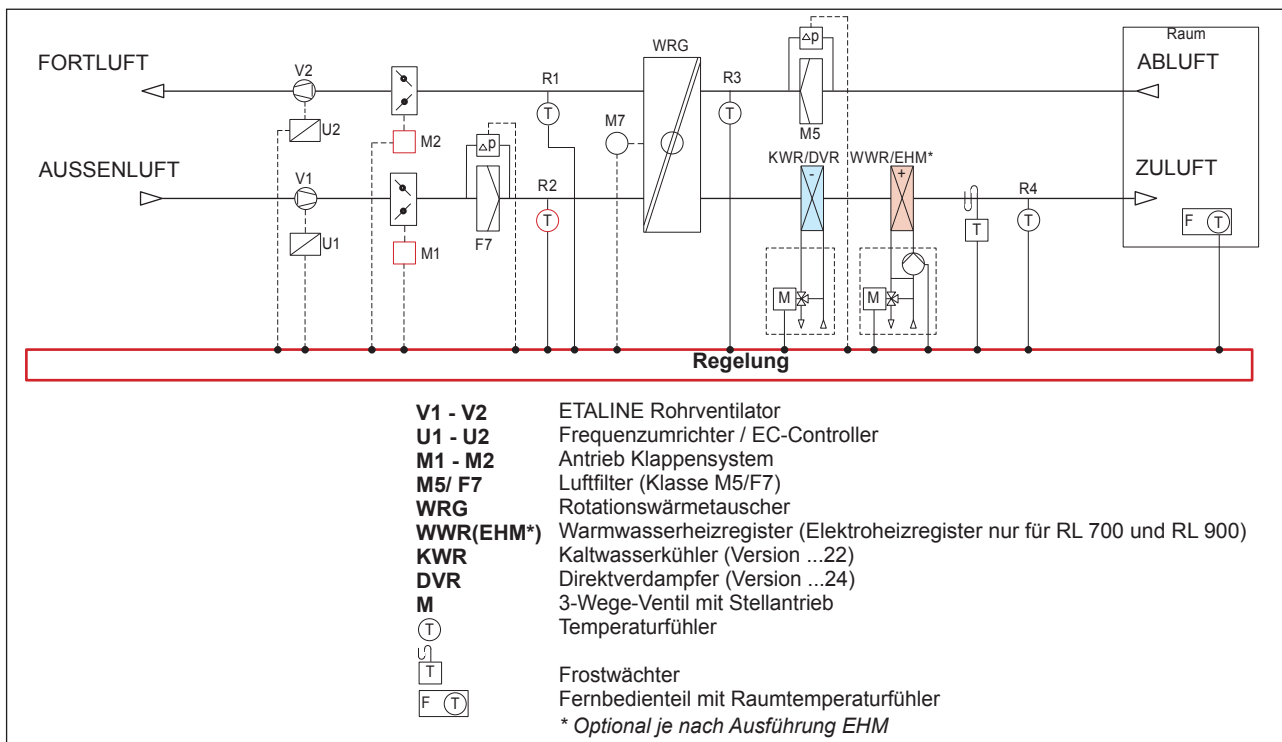 Raum
WRG
Δp
FORTLUFT
V2
R1
R3
ABLUFT
T
T
M5
U2
M7
M2
Δp
KWR/DVR
WWR/EHM*
AUSSENLUFT
V1
R2
- 
+
ZULUFT
R4
T
F T
F7
T
T
U1
M1
M
M
Regelung
V1 - V2 ETALINE Rohrventilator
U1 - U2 Frequenzumrichter / EC-Controller
M1 - M2 Antrieb Klappensystem
M5/ F7 Luftfilter (Klasse M5/F7)
WRG Rotationswärmetauscher
WWR(EHM*) Warmwasserheizregister (Elektroheizregister nur für RL 700 und RL 900)
KWR Kaltwasserkühler (Version ...22)
DVR Direktverdampfer (Version ...24)
M 3-Wege-Ventil mit Stellantrieb
T Temperaturfühler
T Frostwächter
F T Fernbedienteil mit Raumtemperaturfühler
* Optional je nach Ausführung EHM